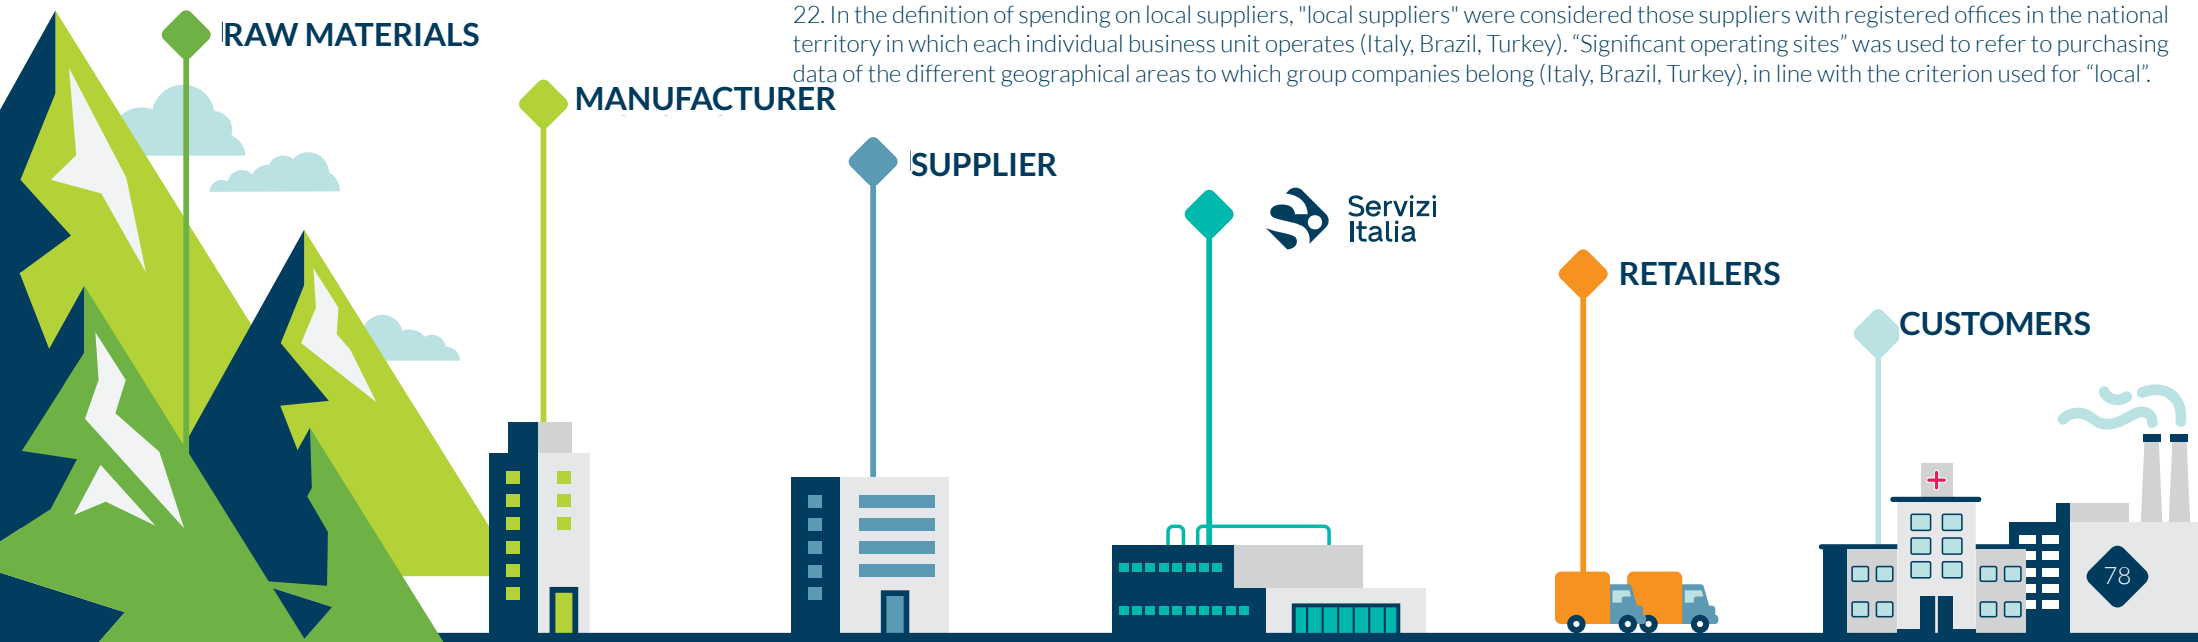 22. In the definition of spending on local suppliers, "local suppliers" were considered those suppliers with registered offices in the national
territory in which each individual business unit operates (Italy, Brazil, Turkey). “Significant operating sites” was used to refer to purchasing
data of the different geographical areas to which group companies belong (Italy, Brazil, Turkey), in line with the criterion used for “local”.
RAW MATERIALS
MANUFACTURER
SUPPLIER
Servizi
Italia
RETAILERS
CUSTOMERS
78